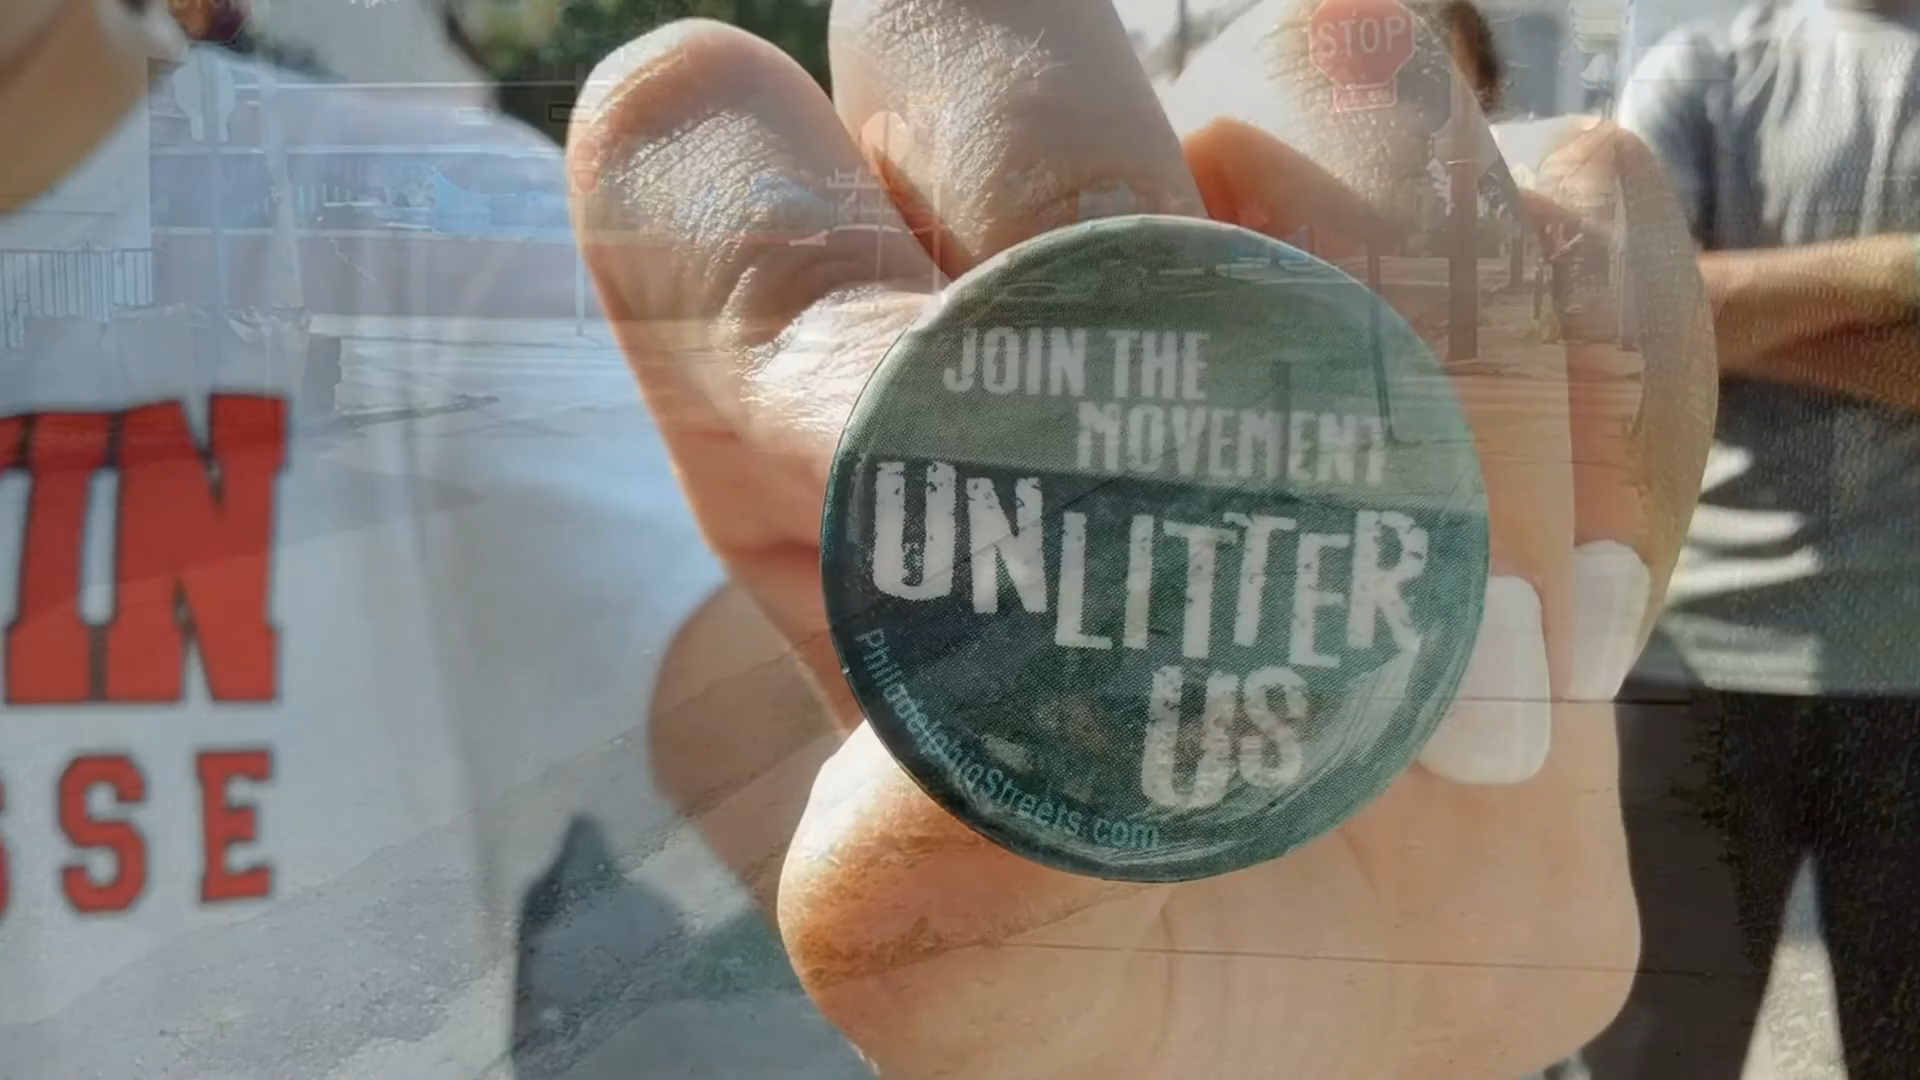 STOP
JOIN THE
MOVEMENT
UNLITTER
US
PhiladelphiaStreets.com
IN
SSE